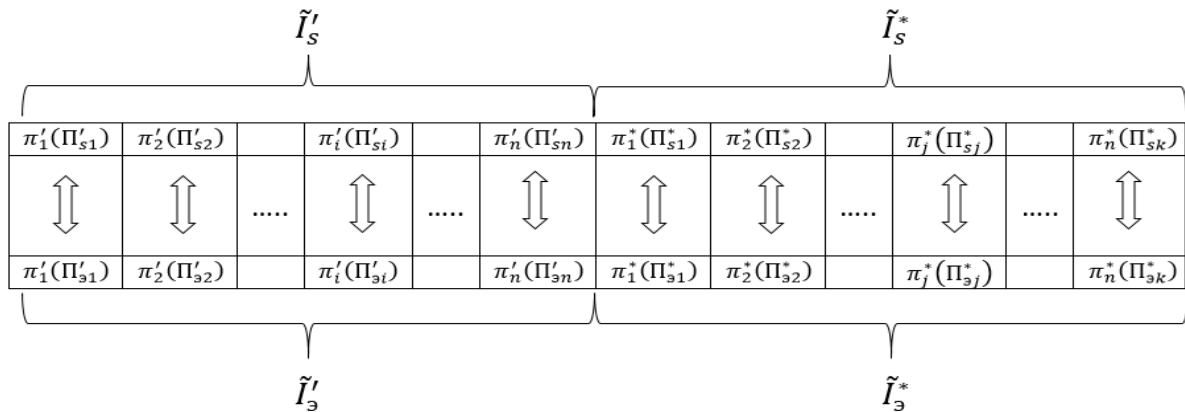 Ĩ′ₛ Ĩ*ₛ
π′₁(Π′ₛ₁) π′₂(Π′ₛ₂) π′ᵢ(Π′ₛᵢ) π′ₙ(Π′ₛₙ) π*₁(Π*ₛ₁) π*₂(Π*ₛ₂) π*ⱼ(Π*ₛⱼ) π*ₙ(Π*ₛₖ)
..... ..... ..... .....
π′₁(Π′э₁) π′₂(Π′э₂) π′ᵢ(Π′эᵢ) π′ₙ(Π′эₙ) π*₁(Π*э₁) π*₂(Π*э₂) π*ⱼ(Π*эⱼ) π*ₙ(Π*эₖ)
Ĩ′э Ĩ*э